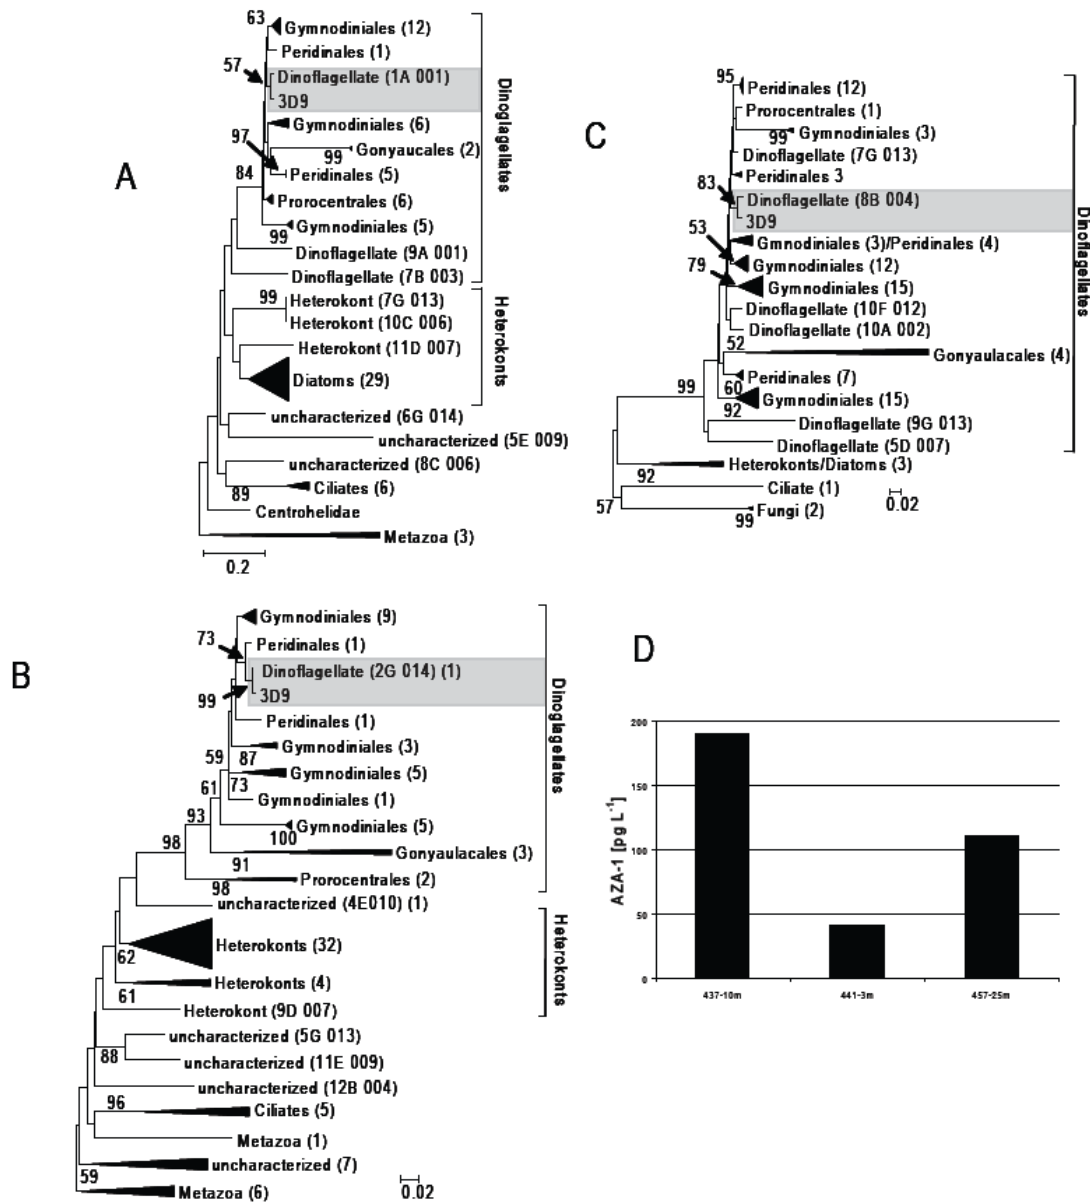 A
63
Gymnodiniales (12)
Peridinales (1)
57
Dinoflagellate (1A 001)
3D9
Gymnodiniales (6)
97
Gonyaucales (2)
99
Peridinales (5)
84
Prorocentrales (6)
Gymnodiniales (5)
99
Dinoflagellate (9A 001)
Dinoflagellate (7B 003)
Dinoglagellates
99
Heterokont (7G 013)
Heterokont (10C 006)
Heterokont (11D 007)
Diatoms (29)
Heterokonts
uncharacterized (6G 014)
uncharacterized (5E 009)
uncharacterized (8C 006)
Ciliates (6)
89
Centrohelidae
Metazoa (3)
0.2
B
Gymnodiniales (9)
73
Peridinales (1)
Dinoflagellate (2G 014) (1)
3D9
99
Peridinales (1)
Gymnodiniales (3)
59
87
Gymnodiniales (5)
61
73
Gymnodiniales (1)
93
Gymnodiniales (5)
100
98
Gonyaulacales (3)
91
Prorocentrales (2)
98
Dinoglagellates
uncharacterized (4E010) (1)
Heterokonts (32)
62
Heterokonts (4)
61
Heterokont (9D 007)
Heterokonts
uncharacterized (5G 013)
88
uncharacterized (11E 009)
uncharacterized (12B 004)
96
Ciliates (5)
Metazoa (1)
uncharacterized (7)
59
Metazoa (6)
0.02
C
95
Peridinales (12)
Prorocentrales (1)
99
Gymnodiniales (3)
Dinoflagellate (7G 013)
Peridinales 3
83
Dinoflagellate (8B 004)
3D9
53
Gmnodiniales (3)/Peridinales (4)
79
Gymnodiniales (12)
Gymnodiniales (15)
Dinoflagellate (10F 012)
Dinoflagellate (10A 002)
52
Gonyaulacales (4)
Peridinales (7)
99
60
Gymnodiniales (15)
92
Dinoflagellate (9G 013)
Dinoflagellate (5D 007)
Dinoflagellates
Heterokonts/Diatoms (3)
92
Ciliate (1)
57
Fungi (2)
99
0.02
D
AZA-1 [pg L-1]
200
150
100
50
0
437-10m
441-3m
457-25m